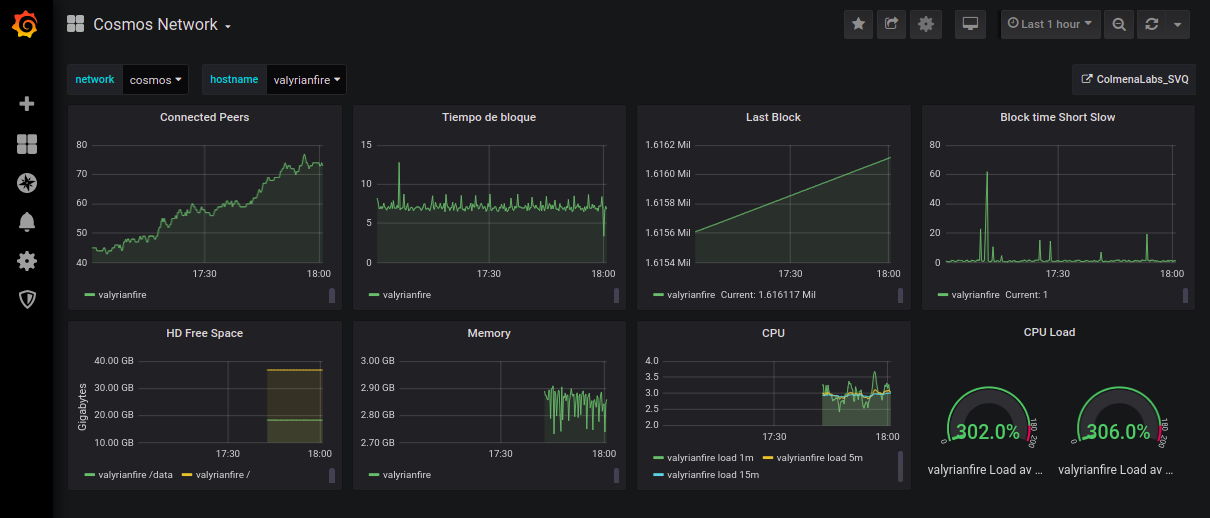 Cosmos Network
Last 1 hour
network cosmos hostname valyrianfire
ColmenaLabs_SVQ
Connected Peers
80
70
60
50
40
17:30 18:00
valyrianfire
Tiempo de bloque
15
10
5
0
17:30 18:00
valyrianfire
Last Block
1.6162 Mil
1.6160 Mil
1.6158 Mil
1.6156 Mil
1.6154 Mil
17:30 18:00
valyrianfire Current: 1.616117 Mil
Block time Short Slow
80
60
40
20
0
17:30 18:00
valyrianfire Current: 1
HD Free Space
Gigabytes
40.00 GB
30.00 GB
20.00 GB
10.00 GB
17:30 18:00
valyrianfire /data valyrianfire /
Memory
3.00 GB
2.90 GB
2.80 GB
2.70 GB
17:30 18:00
valyrianfire
CPU
4.0
3.5
3.0
2.5
2.0
17:30 18:00
valyrianfire load 1m valyrianfire load 5m
valyrianfire load 15m
CPU Load
302.0%
0 180 200
valyrianfire Load av ...
306.0%
0 180 200
valyrianfire Load av ...